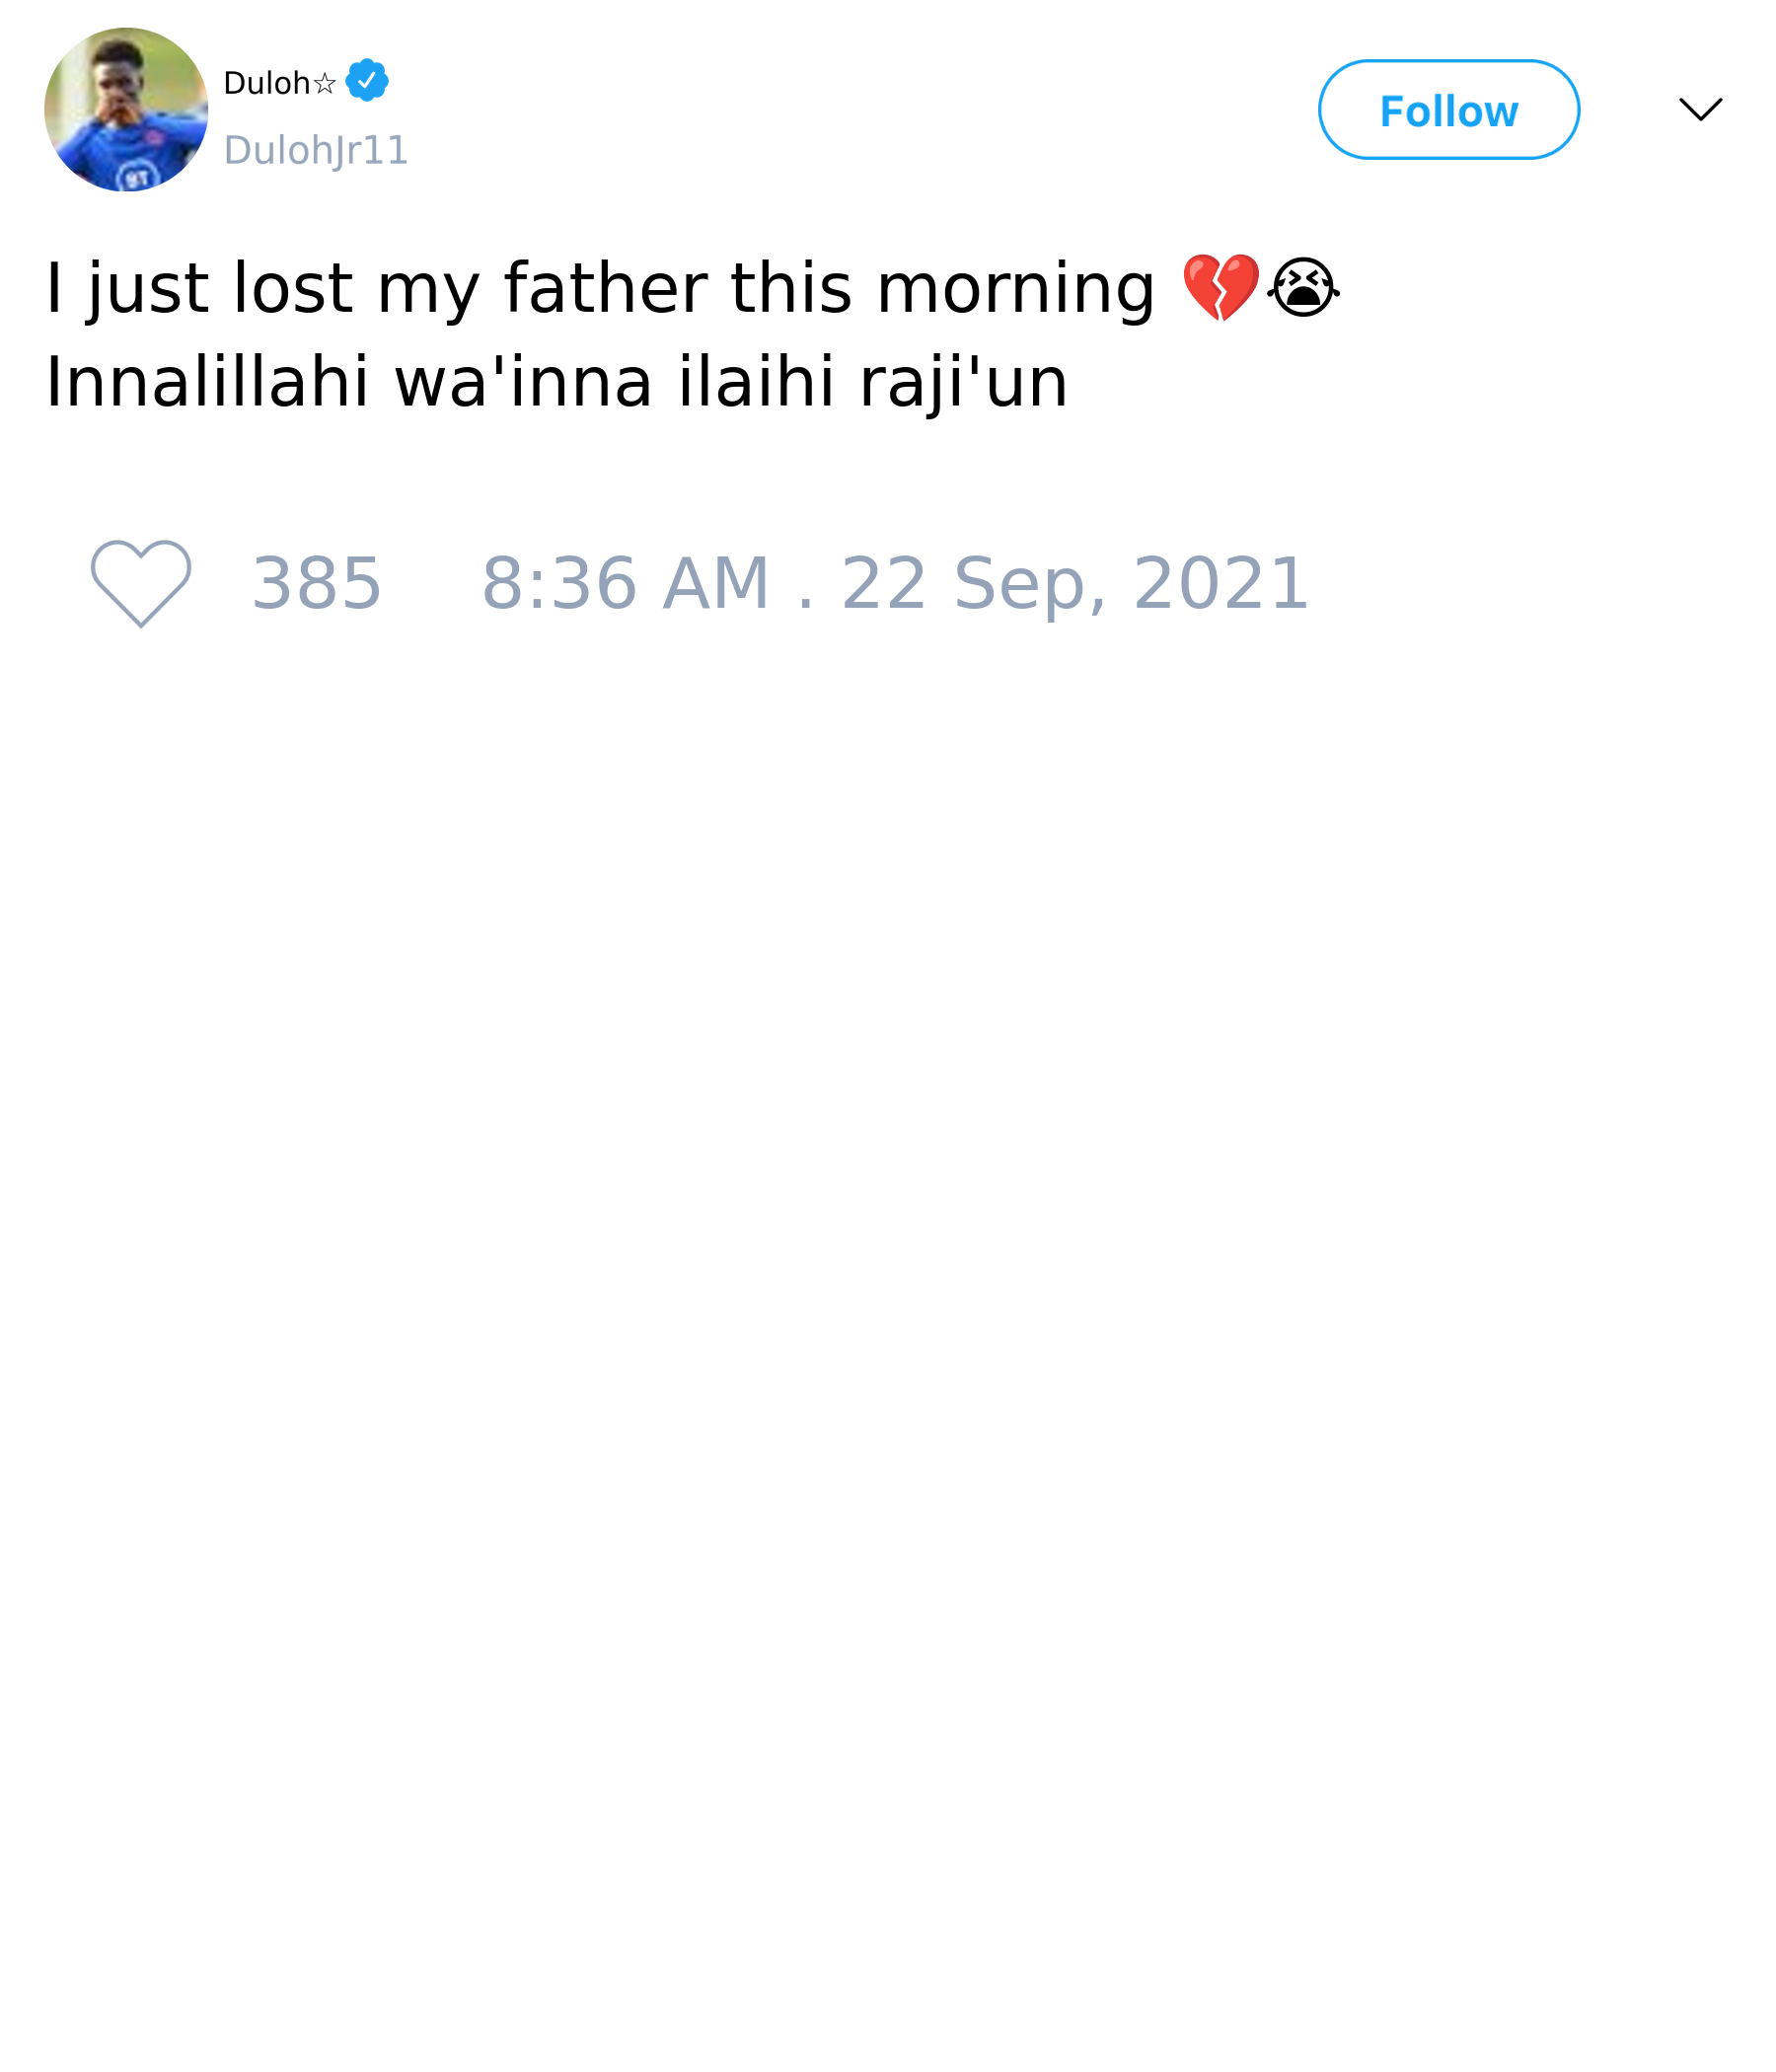 Duloh☆
DulohJr11
Follow
I just lost my father this morning 💔😭
Innalillahi wa'inna ilaihi raji'un
385 8:36 AM . 22 Sep, 2021
BT